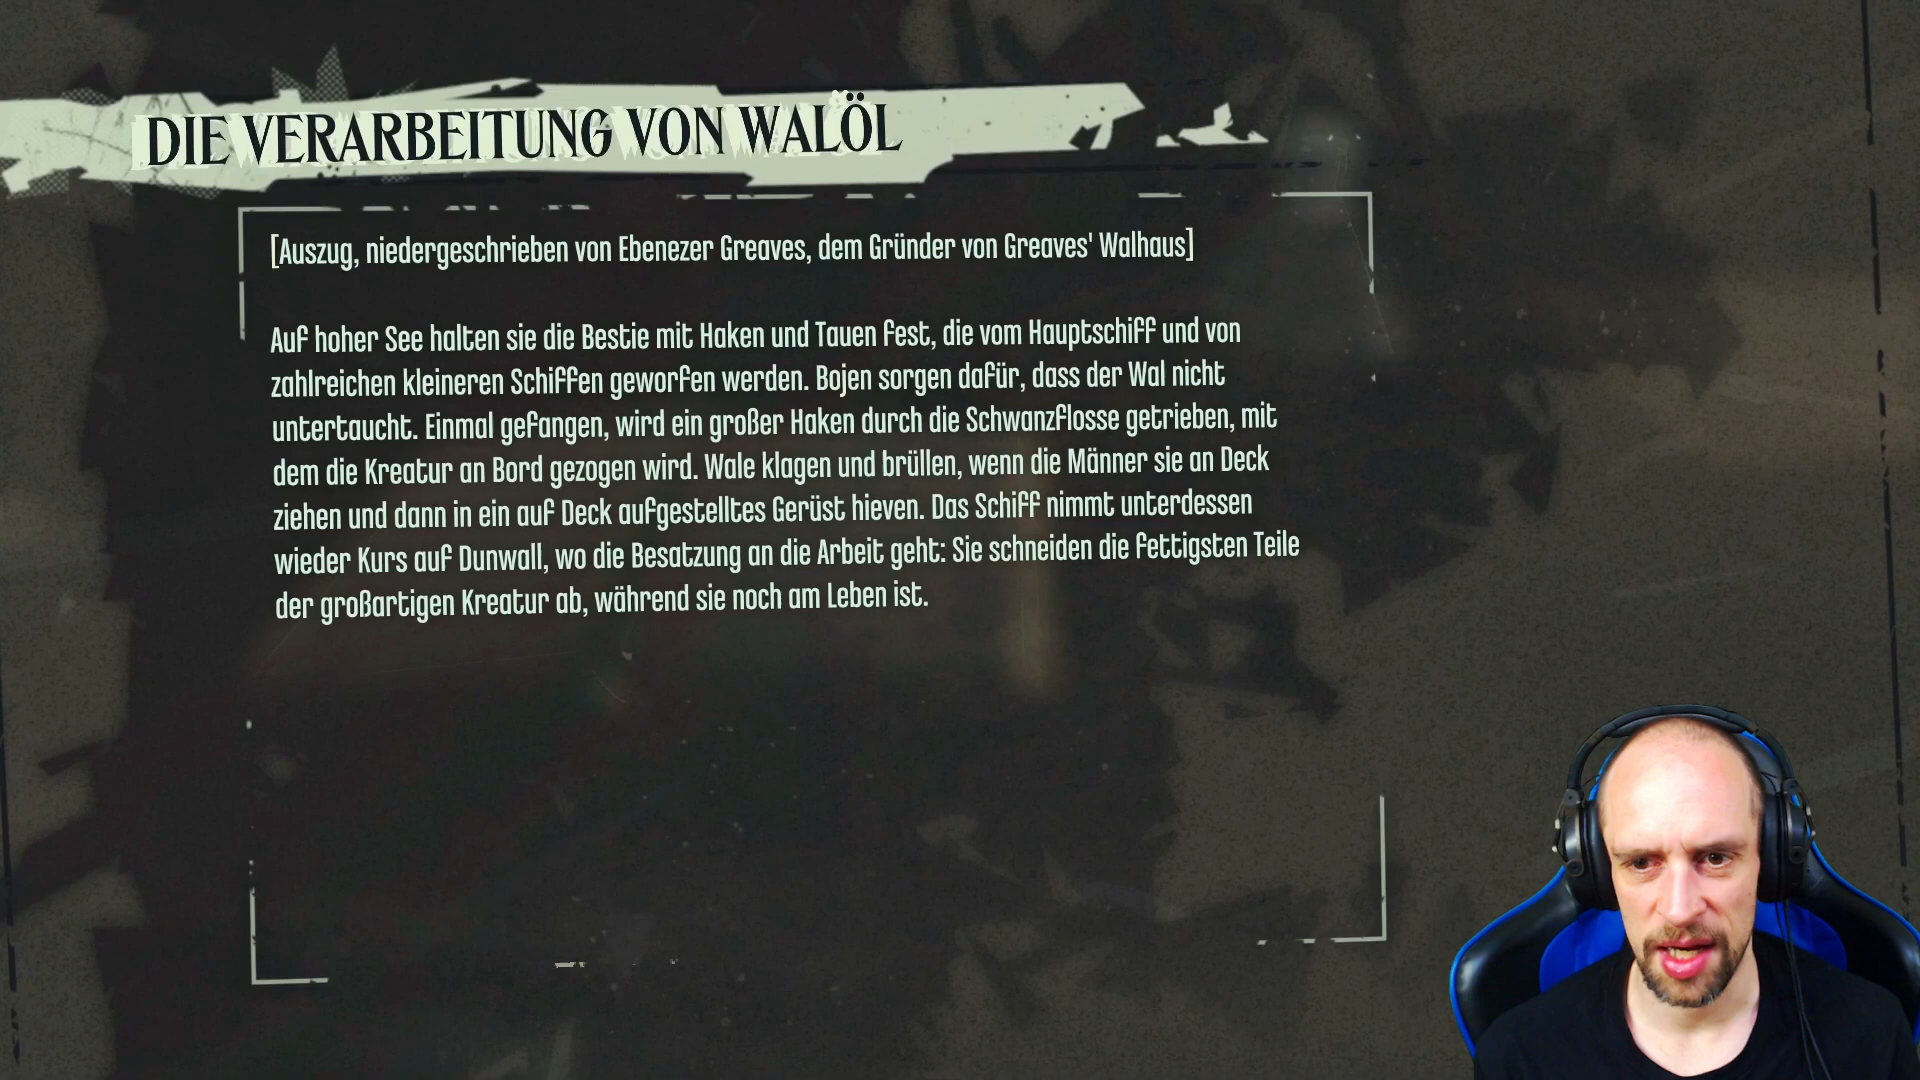 DIE VERARBEITUNG VON WALÖL
[Auszug, niedergeschrieben von Ebenezer Greaves, dem Gründer von Greaves' Walhaus]
Auf hoher See halten sie die Bestie mit Haken und Tauen fest, die vom Hauptschiff und von
zahlreichen kleineren Schiffen geworfen werden. Bojen sorgen dafür, dass der Wal nicht
untertaucht. Einmal gefangen, wird ein großer Haken durch die Schwanzflosse getrieben, mit
dem die Kreatur an Bord gezogen wird. Wale klagen und brüllen, wenn die Männer sie an Deck
ziehen und dann in ein auf Deck aufgestelltes Gerüst hieven. Das Schiff nimmt unterdessen
wieder Kurs auf Dunwall, wo die Besatzung an die Arbeit geht: Sie schneiden die fettigsten Teile
der großartigen Kreatur ab, während sie noch am Leben ist.